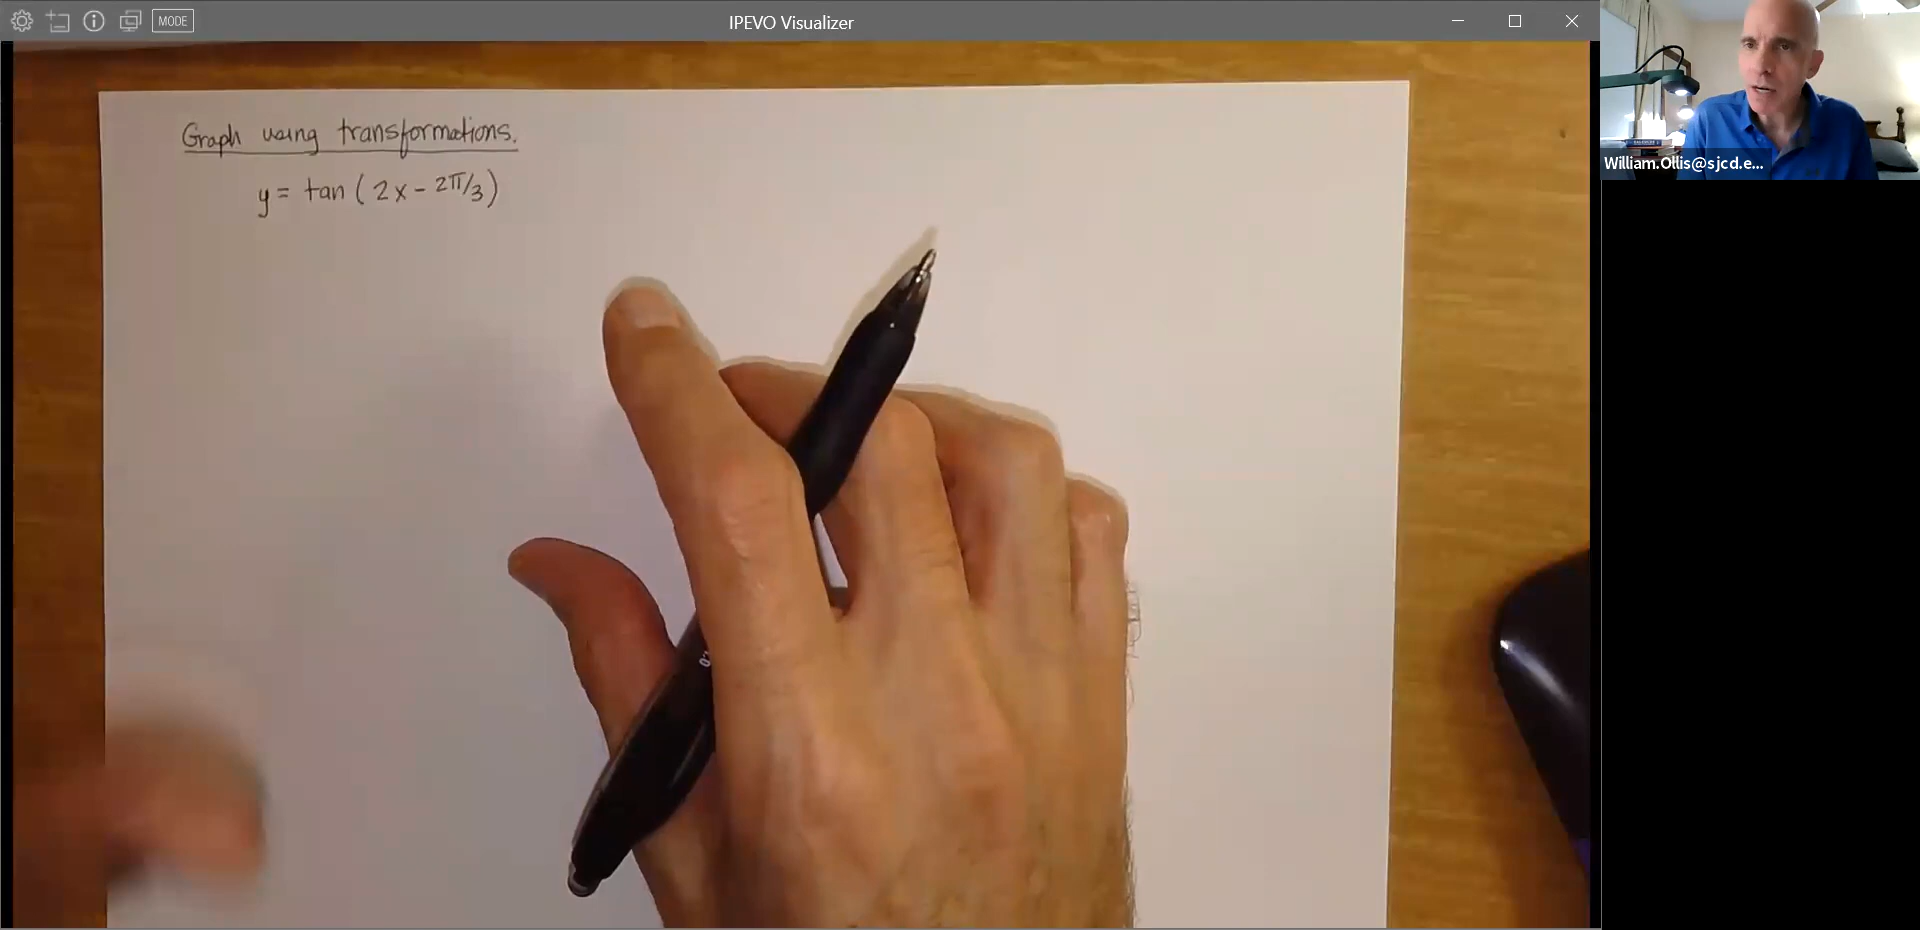 MODE
IPEVO Visualizer
Graph using transformations.
y = tan ( 2x - 2π/3 )
William.Ollis@sjcd.e...